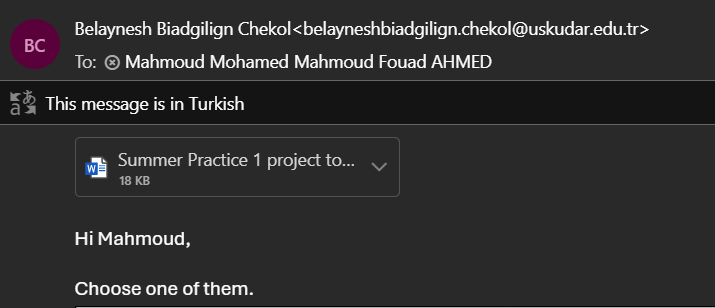 BC
Belaynesh Biadgilign Chekol<belayneshbiadgilign.chekol@uskudar.edu.tr>
To: Mahmoud Mohamed Mahmoud Fouad AHMED
This message is in Turkish
Summer Practice 1 project to...
18 KB
Hi Mahmoud,
Choose one of them.